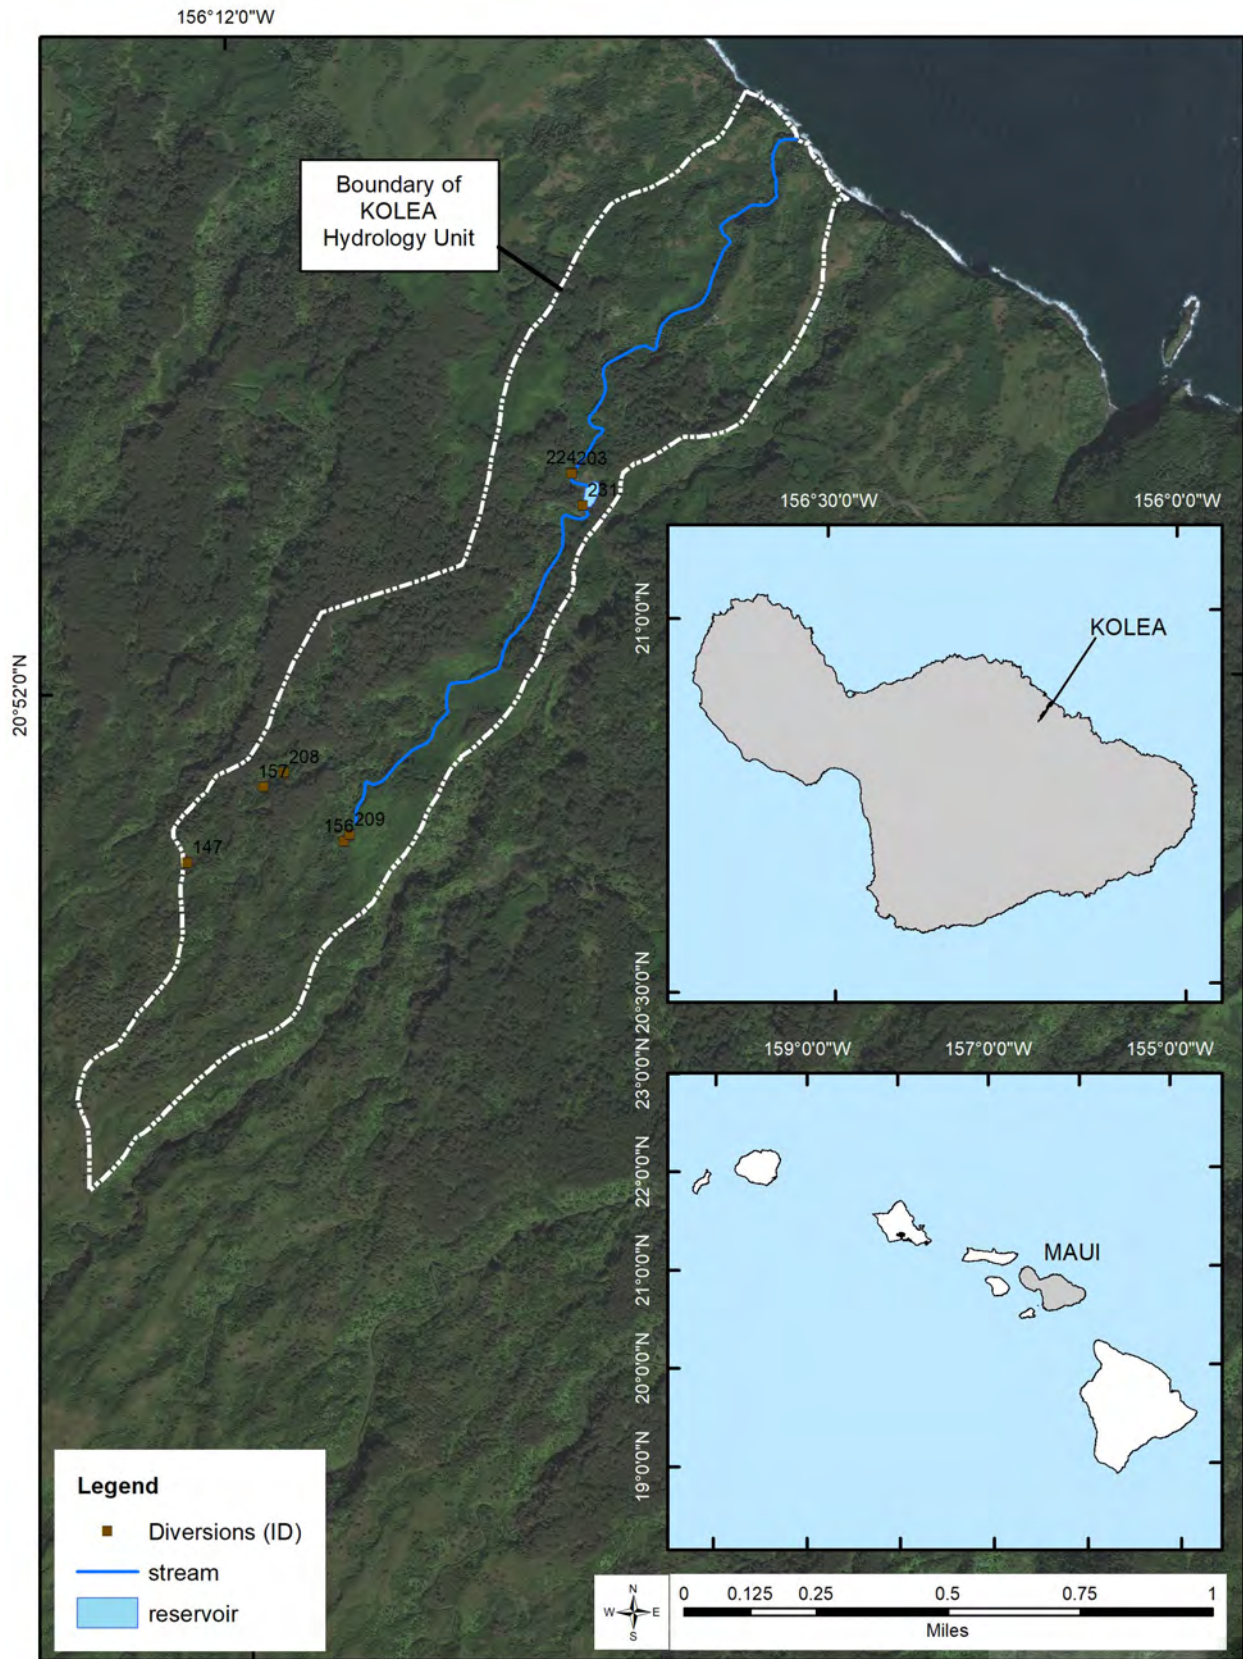 156°12'0"W
Boundary of
KOLEA
Hydrology Unit
224203
231
156°30'0"W
156°0'0"W
21°0'0"N
KOLEA
20°52'0"N
208
157
209
156
147
20°30'0"N
159°0'0"W
157°0'0"W
155°0'0"W
23°0'0"N
22°0'0"N
MAUI
21°0'0"N
20°0'0"N
19°0'0"N
Legend
Diversions (ID)
stream
reservoir
N
W E
S
0 0.125 0.25 0.5 0.75 1
Miles